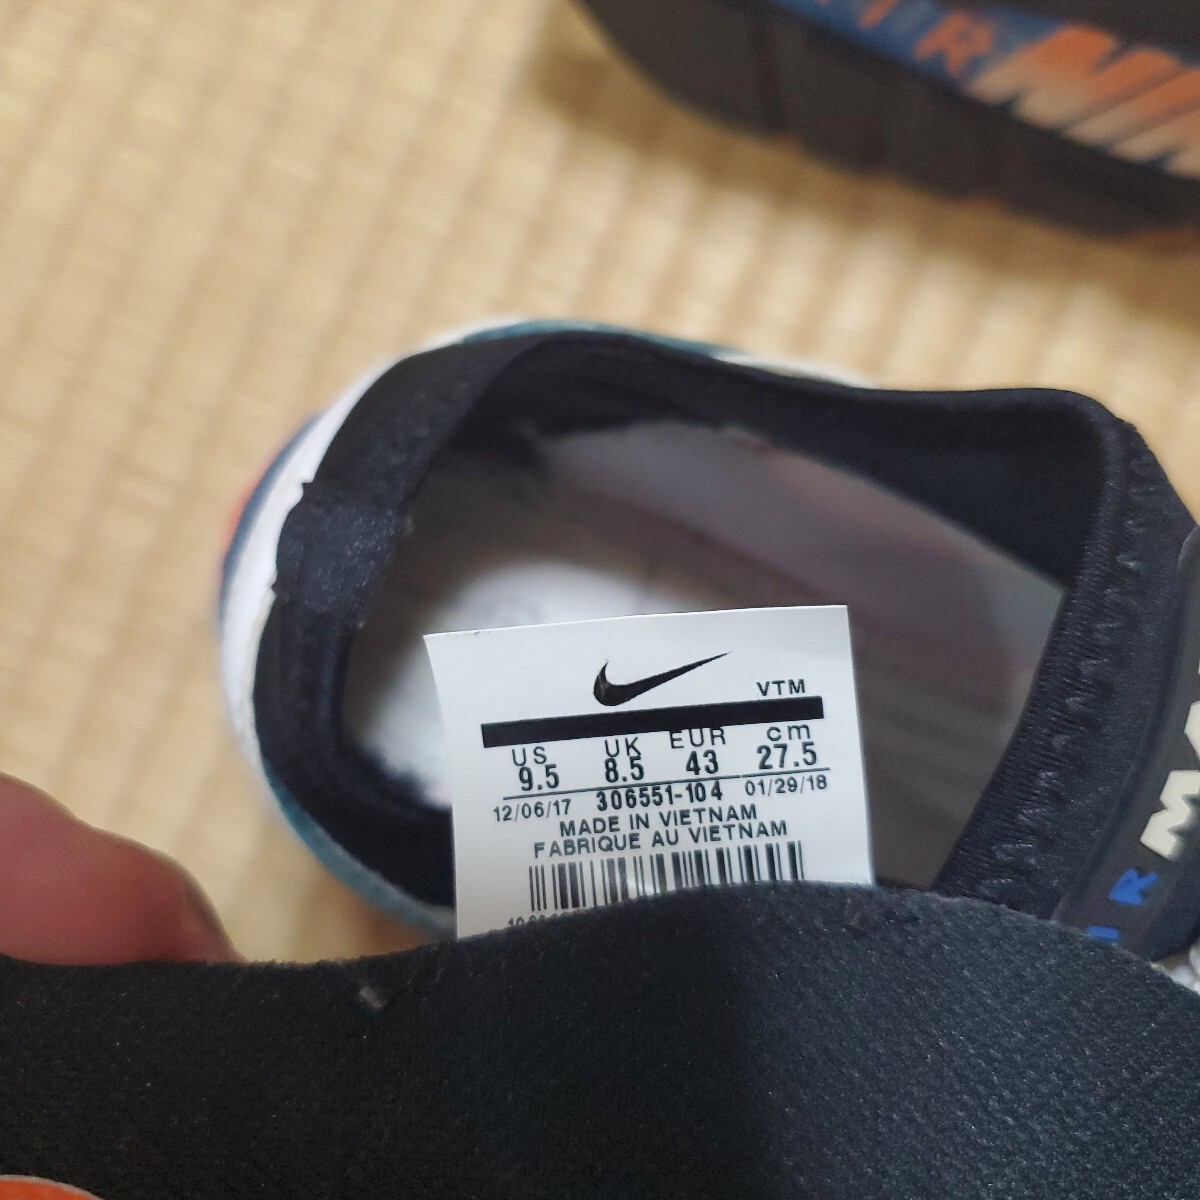 VTM
US UK EUR cm
9.5 8.5 43 27.5
12/06/17 306551-104 01/29/18
MADE IN VIETNAM
FABRIQUE AU VIETNAM